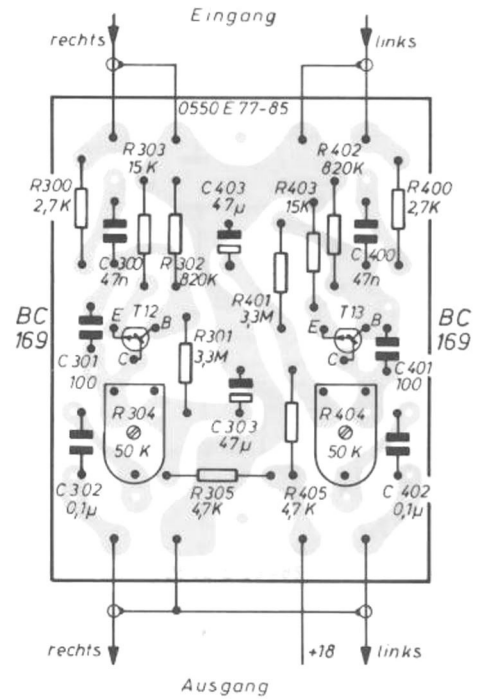 Eingang
rechts
links
0550 E 77-85
R303
15K
R402
820K
R300
2,7K
C403
47µ
R403
15K
R400
2,7K
C300
47n
R302
820K
C400
47n
R401
3,3M
BC
169
E
T12
B
C
R301
3,3M
E
T13
B
C
BC
169
C301
100
C401
100
R304
50 K
C303
47µ
R404
50 K
C302
0,1µ
R305
4,7K
R405
4,7K
C402
0,1µ
rechts
+18
links
Ausgang